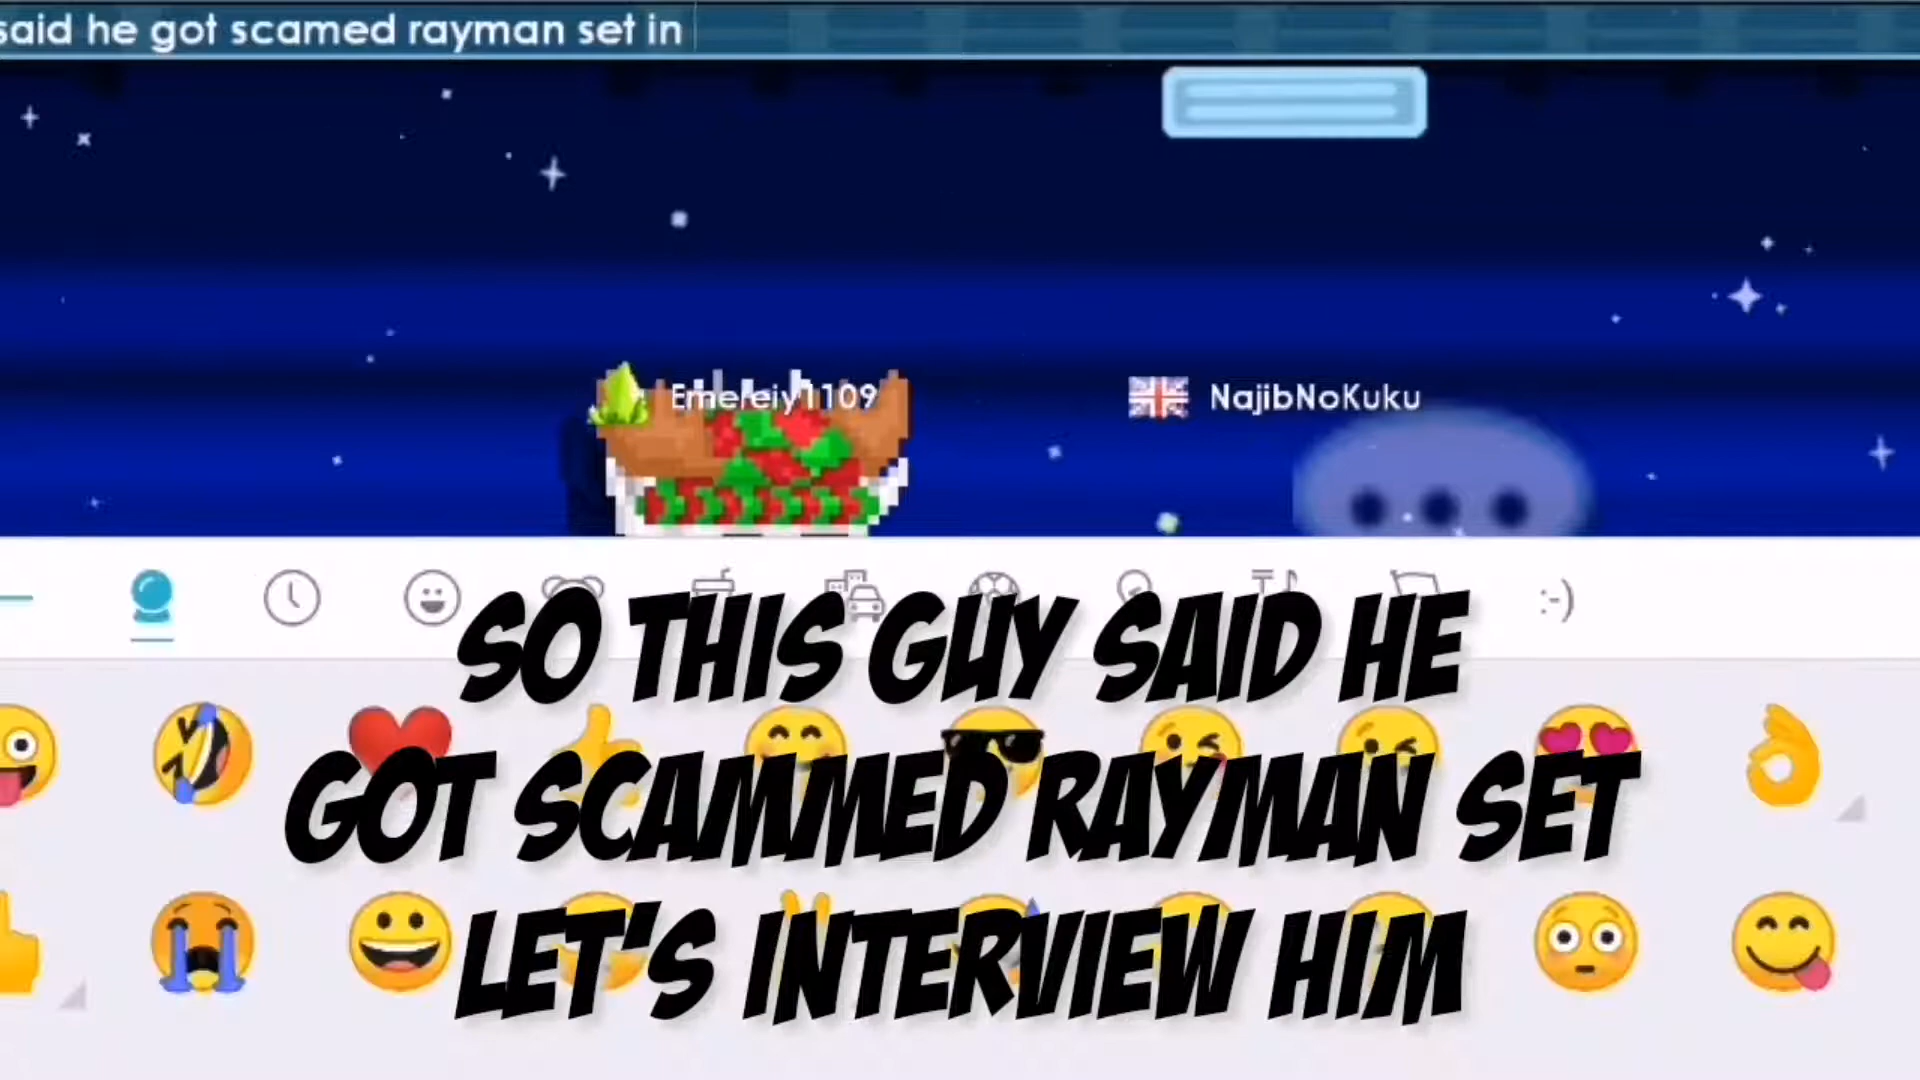 said he got scamed rayman set in
Emereiy1109
NajibNoKuku
:-)
SO THIS GUY SAID HE
GOT SCAMMED RAYMAN SET
LET'S INTERVIEW HIM